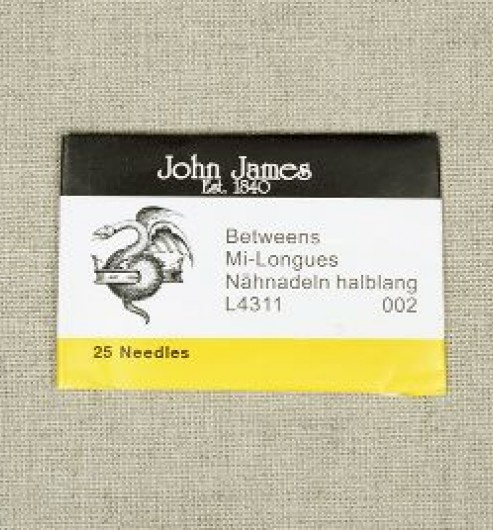 John James
Est. 1840
Betweens
Mi-Longues
Nähnadeln halblang
L4311 002
25 Needles